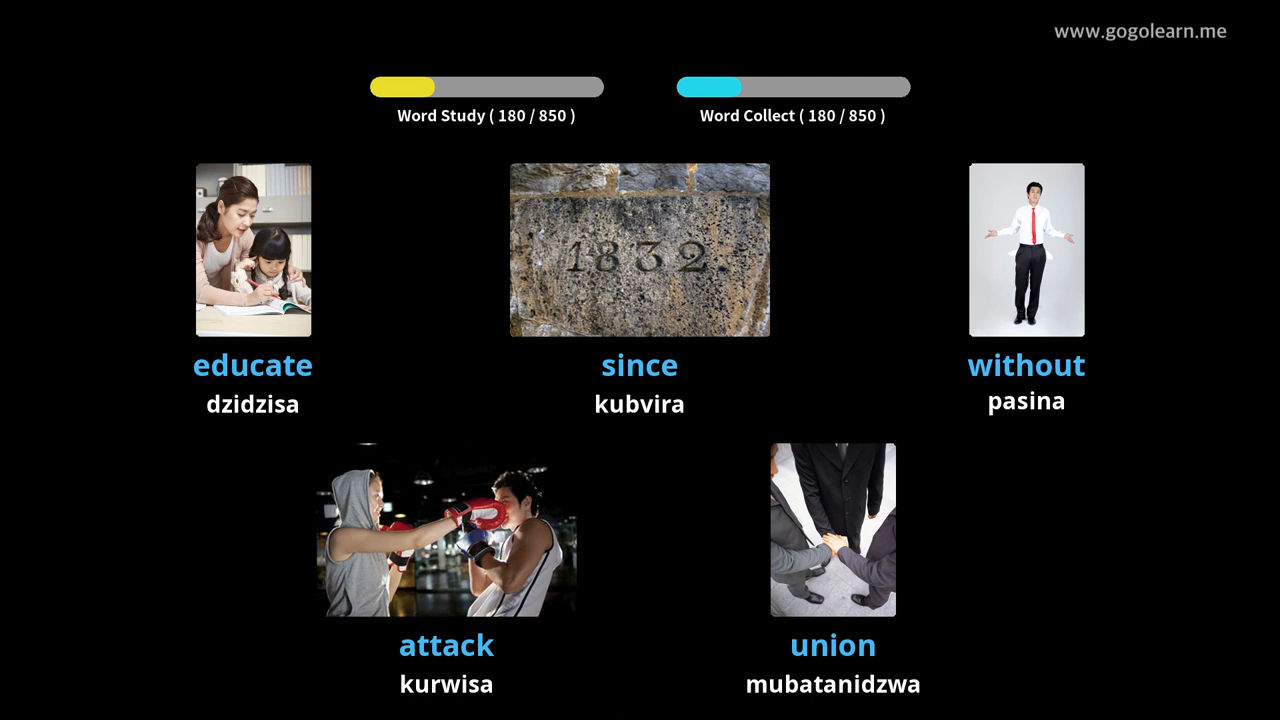 www.gogolearn.me
Word Study ( 180 / 850 )
Word Collect ( 180 / 850 )
1832.
educate
since
without
dzidzisa
kubvira
pasina
attack
union
kurwisa
mubatanidzwa